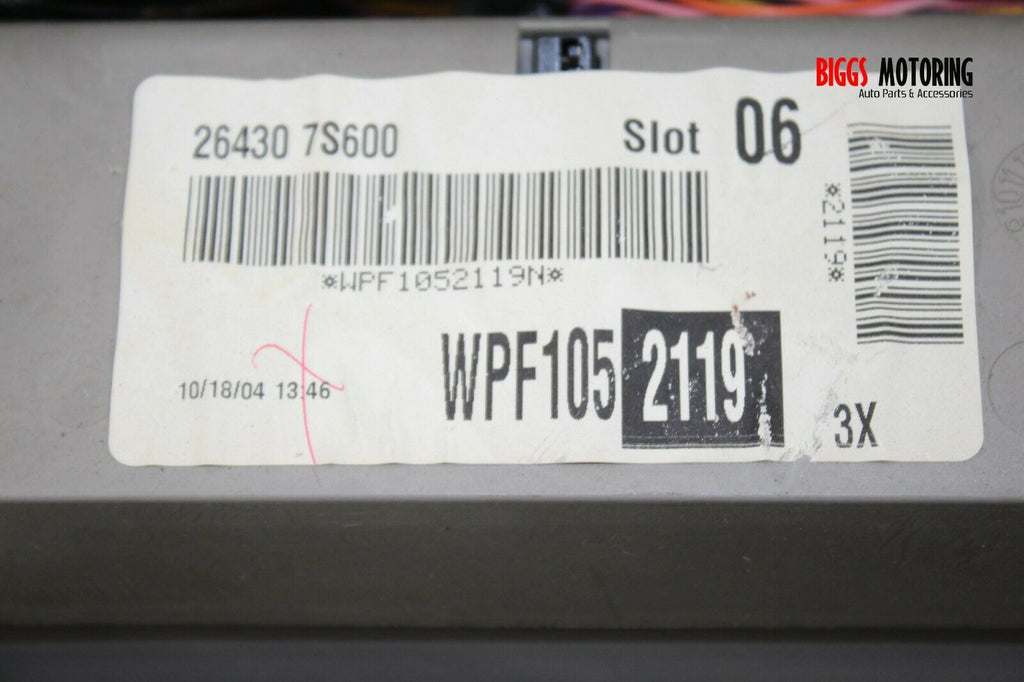 BIGGS MOTORING
Auto Parts & Accessories
26430 7S600
Slot 06
*WPF1052119N*
*2119*
10/18/04 13:46
WPF105 2119
3X